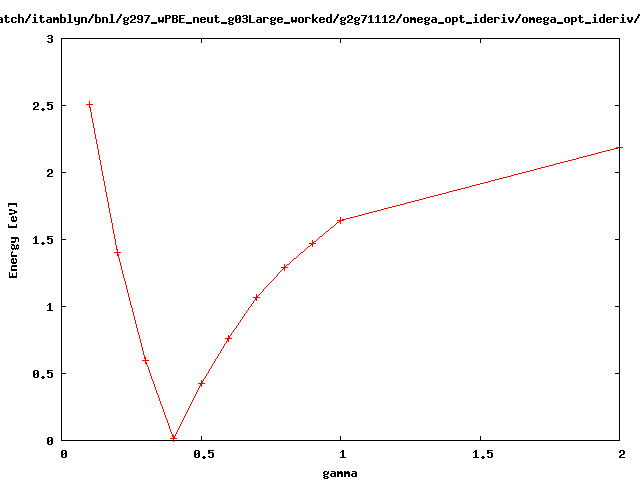 atch/itamblyn/bnl/g297_wPBE_neut_g03Large_worked/g2g71112/omega_opt_ideriv/omega_opt_ideriv/
3
2.5
2
1.5
1
0.5
0
Energy [eV]
0 0.5 1 1.5 2
gamma